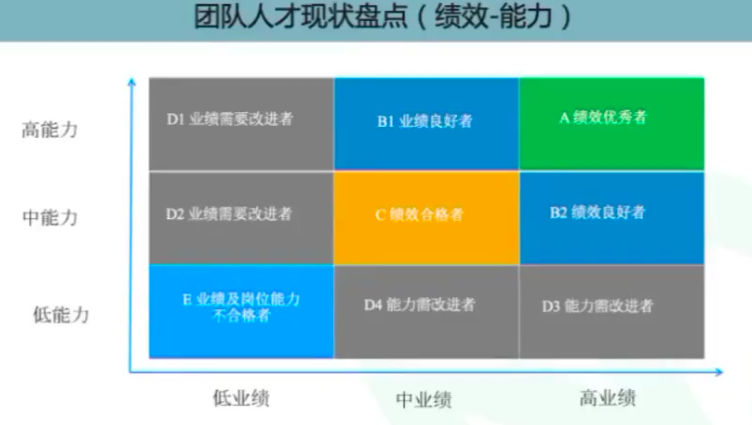 团队人才现状盘点（绩效-能力）
高能力
D1 业绩需要改进者
B1 业绩良好者
A 绩效优秀者
中能力
D2 业绩需要改进者
C 绩效合格者
B2 绩效良好者
低能力
E 业绩及岗位能力
不合格者
D4 能力需改进者
D3 能力需改进者
低业绩
中业绩
高业绩